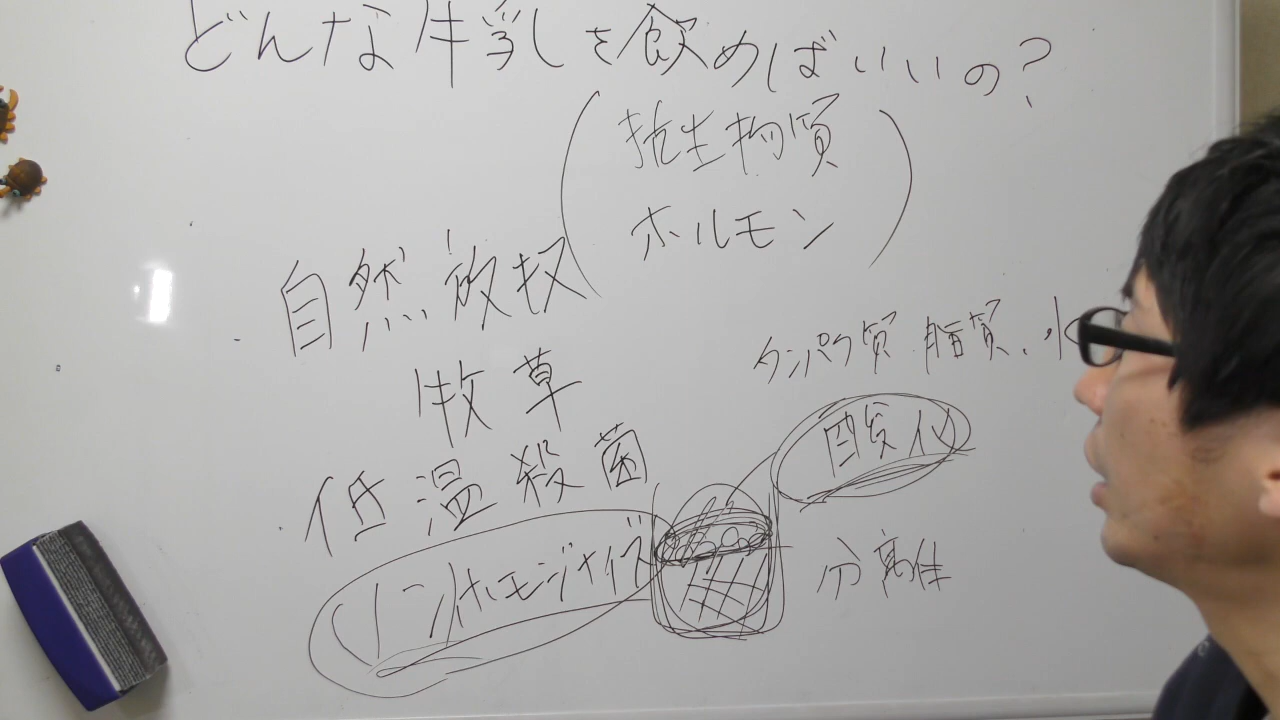 どんな牛乳を飲めばいいの?
抗生物質
ホルモン
自然放牧
牧草
タンパク質 脂質、水
酸化
低温殺菌
ノンホモジナイズ
分離